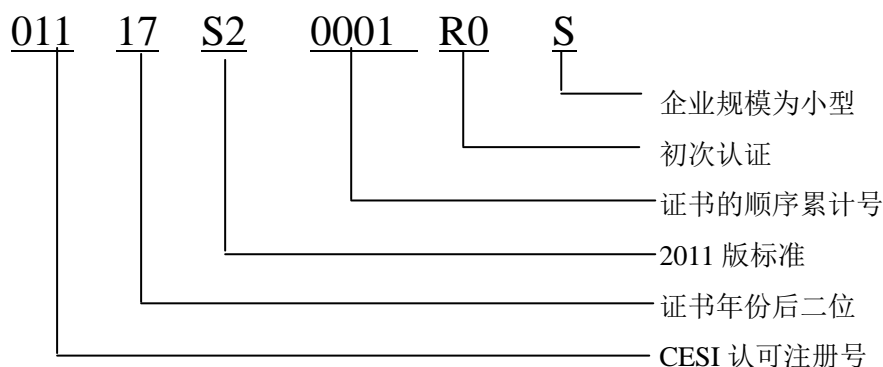 011 17 S2 0001 R0 S
企业规模为小型
初次认证
证书的顺序累计号
2011 版标准
证书年份后二位
CESI 认可注册号